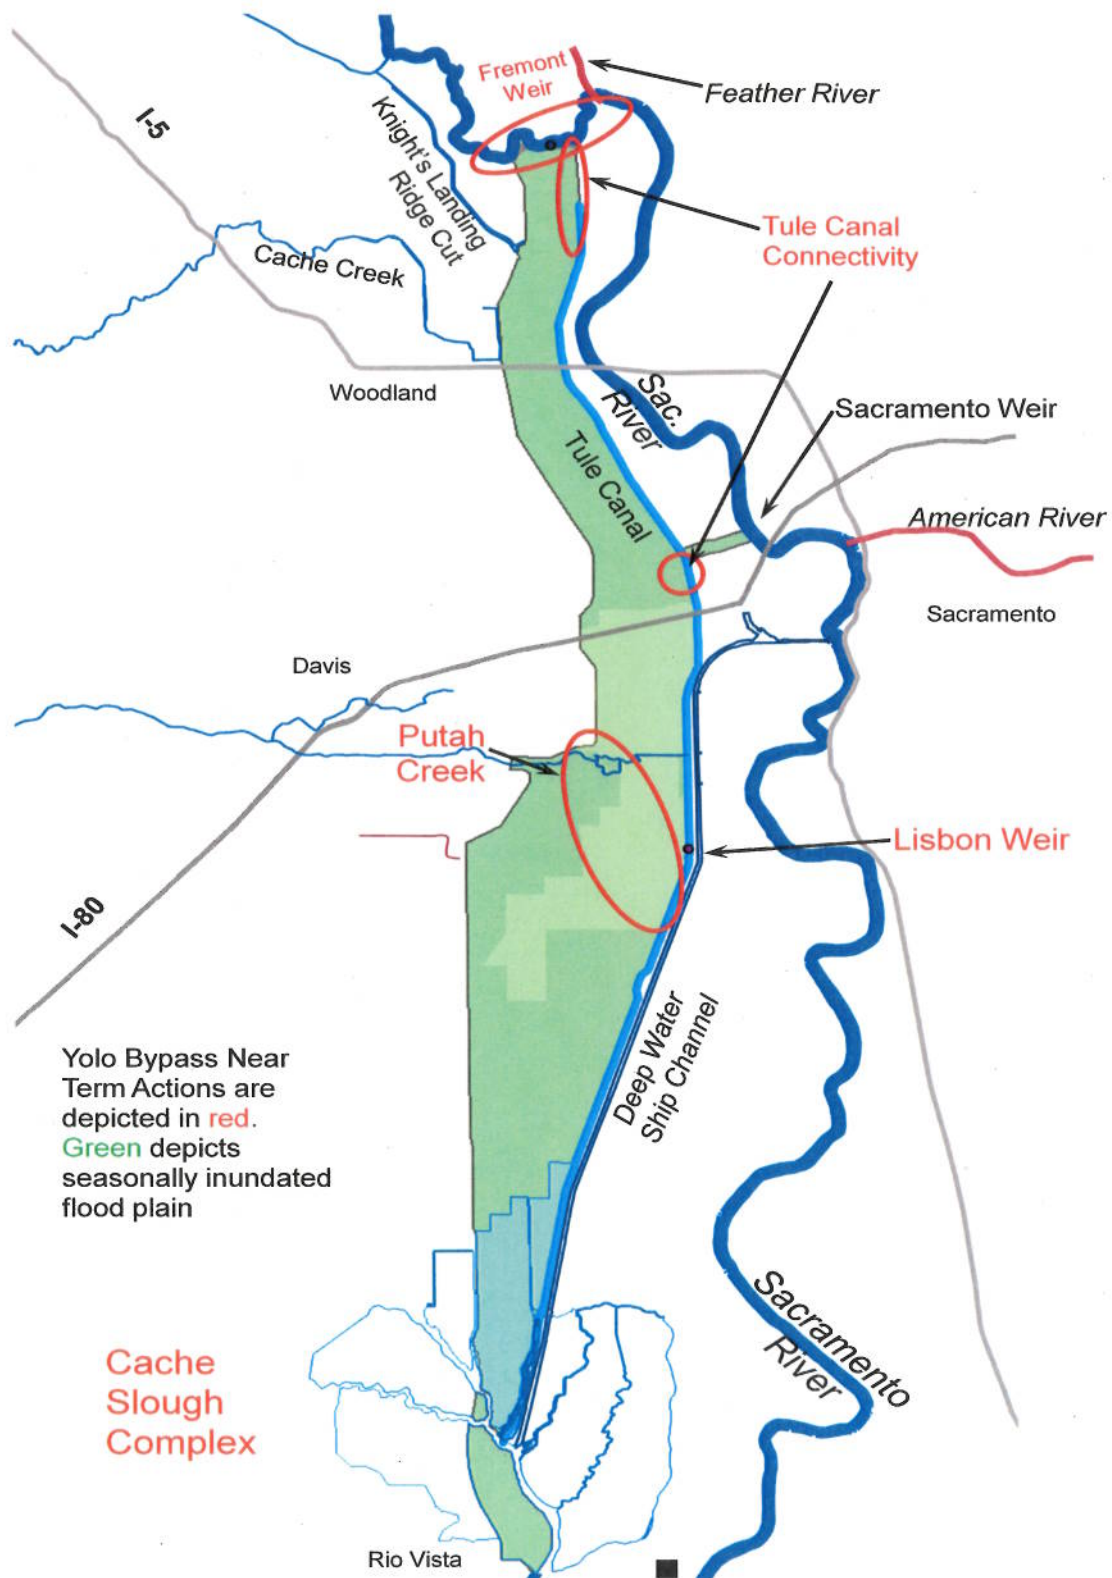 Fremont
Weir
Feather River
I-5
Knight's Landing
Ridge Cut
Tule Canal
Connectivity
Cache Creek
Woodland
Sac.
River
Sacramento Weir
Tule Canal
American River
Sacramento
Davis
Putah
Creek
Lisbon Weir
I-80
Deep Water
Ship Channel
Yolo Bypass Near
Term Actions are
depicted in red.
Green depicts
seasonally inundated
flood plain
Sacramento
River
Cache
Slough
Complex
Rio Vista